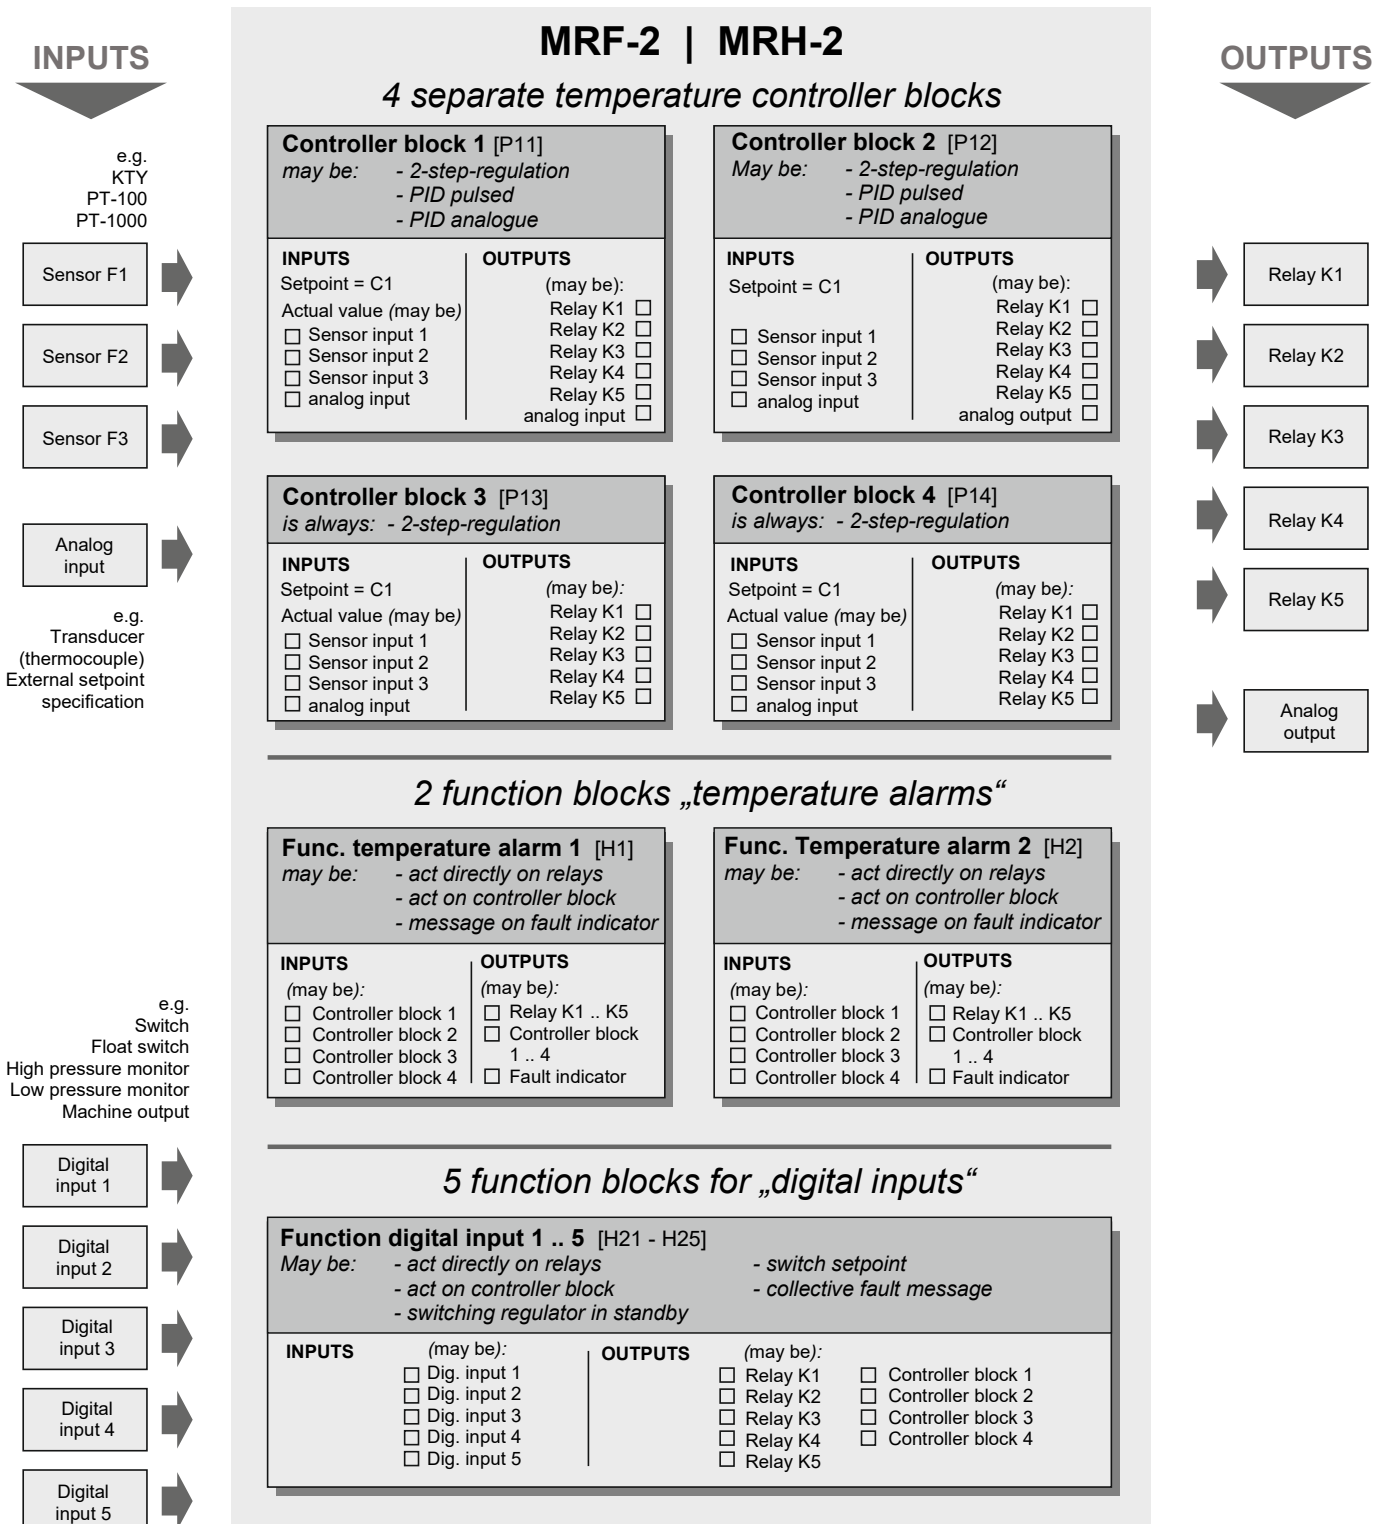 INPUTS
e.g.
KTY
PT-100
PT-1000
Sensor F1
Sensor F2
Sensor F3
Analog
input
e.g.
Transducer
(thermocouple)
External setpoint
specification
e.g.
Switch
Float switch
High pressure monitor
Low pressure monitor
Machine output
Digital
input 1
Digital
input 2
Digital
input 3
Digital
input 4
Digital
input 5
MRF-2 | MRH-2
4 separate temperature controller blocks
Controller block 1 [P11]
may be: - 2-step-regulation
- PID pulsed
- PID analogue
INPUTS
Setpoint = C1
Actual value (may be)
Sensor input 1
Sensor input 2
Sensor input 3
analog input
OUTPUTS
(may be):
Relay K1
Relay K2
Relay K3
Relay K4
Relay K5
analog input
Controller block 2 [P12]
May be: - 2-step-regulation
- PID pulsed
- PID analogue
INPUTS
Setpoint = C1
Sensor input 1
Sensor input 2
Sensor input 3
analog input
OUTPUTS
(may be):
Relay K1
Relay K2
Relay K3
Relay K4
Relay K5
analog output
Controller block 3 [P13]
is always: - 2-step-regulation
INPUTS
Setpoint = C1
Actual value (may be)
Sensor input 1
Sensor input 2
Sensor input 3
analog input
OUTPUTS
(may be):
Relay K1
Relay K2
Relay K3
Relay K4
Relay K5
Controller block 4 [P14]
is always: - 2-step-regulation
INPUTS
Setpoint = C1
Actual value (may be)
Sensor input 1
Sensor input 2
Sensor input 3
analog input
OUTPUTS
(may be):
Relay K1
Relay K2
Relay K3
Relay K4
Relay K5
2 function blocks „temperature alarms“
Func. temperature alarm 1 [H1]
may be: - act directly on relays
- act on controller block
- message on fault indicator
INPUTS
(may be):
Controller block 1
Controller block 2
Controller block 3
Controller block 4
OUTPUTS
(may be):
Relay K1 .. K5
Controller block
1 .. 4
Fault indicator
Func. Temperature alarm 2 [H2]
may be: - act directly on relays
- act on controller block
- message on fault indicator
INPUTS
(may be):
Controller block 1
Controller block 2
Controller block 3
Controller block 4
OUTPUTS
(may be):
Relay K1 .. K5
Controller block
1 .. 4
Fault indicator
5 function blocks for „digital inputs“
Function digital input 1 .. 5 [H21 - H25]
May be: - act directly on relays - switch setpoint
- act on controller block - collective fault message
- switching regulator in standby
INPUTS (may be):
Dig. input 1
Dig. input 2
Dig. input 3
Dig. input 4
Dig. input 5
OUTPUTS (may be):
Relay K1
Relay K2
Relay K3
Relay K4
Relay K5
Controller block 1
Controller block 2
Controller block 3
Controller block 4
OUTPUTS
Relay K1
Relay K2
Relay K3
Relay K4
Relay K5
Analog
output